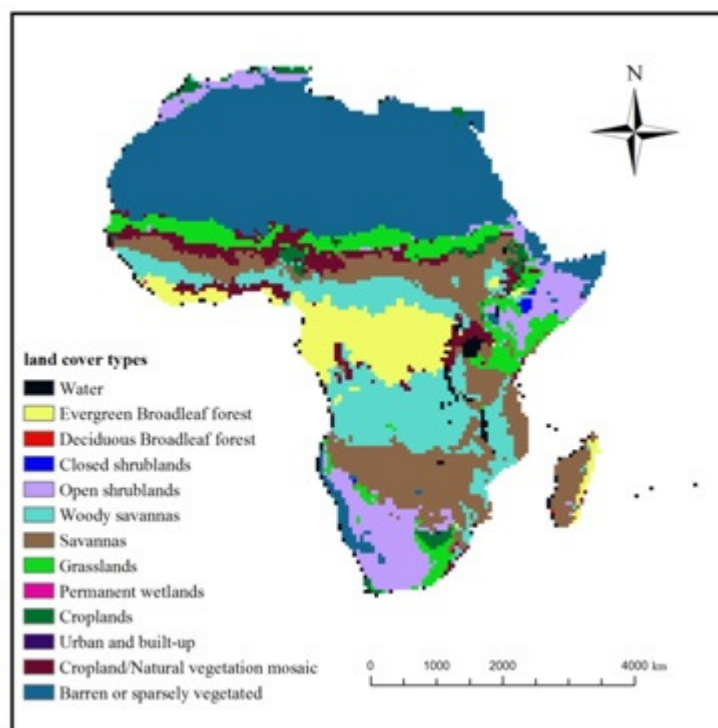 N
land cover types
Water
Evergreen Broadleaf forest
Deciduous Broadleaf forest
Closed shrublands
Open shrublands
Woody savannas
Savannas
Grasslands
Permanent wetlands
Croplands
Urban and built-up
Cropland/Natural vegetation mosaic
Barren or sparsely vegetated
0 1000 2000 4000 km